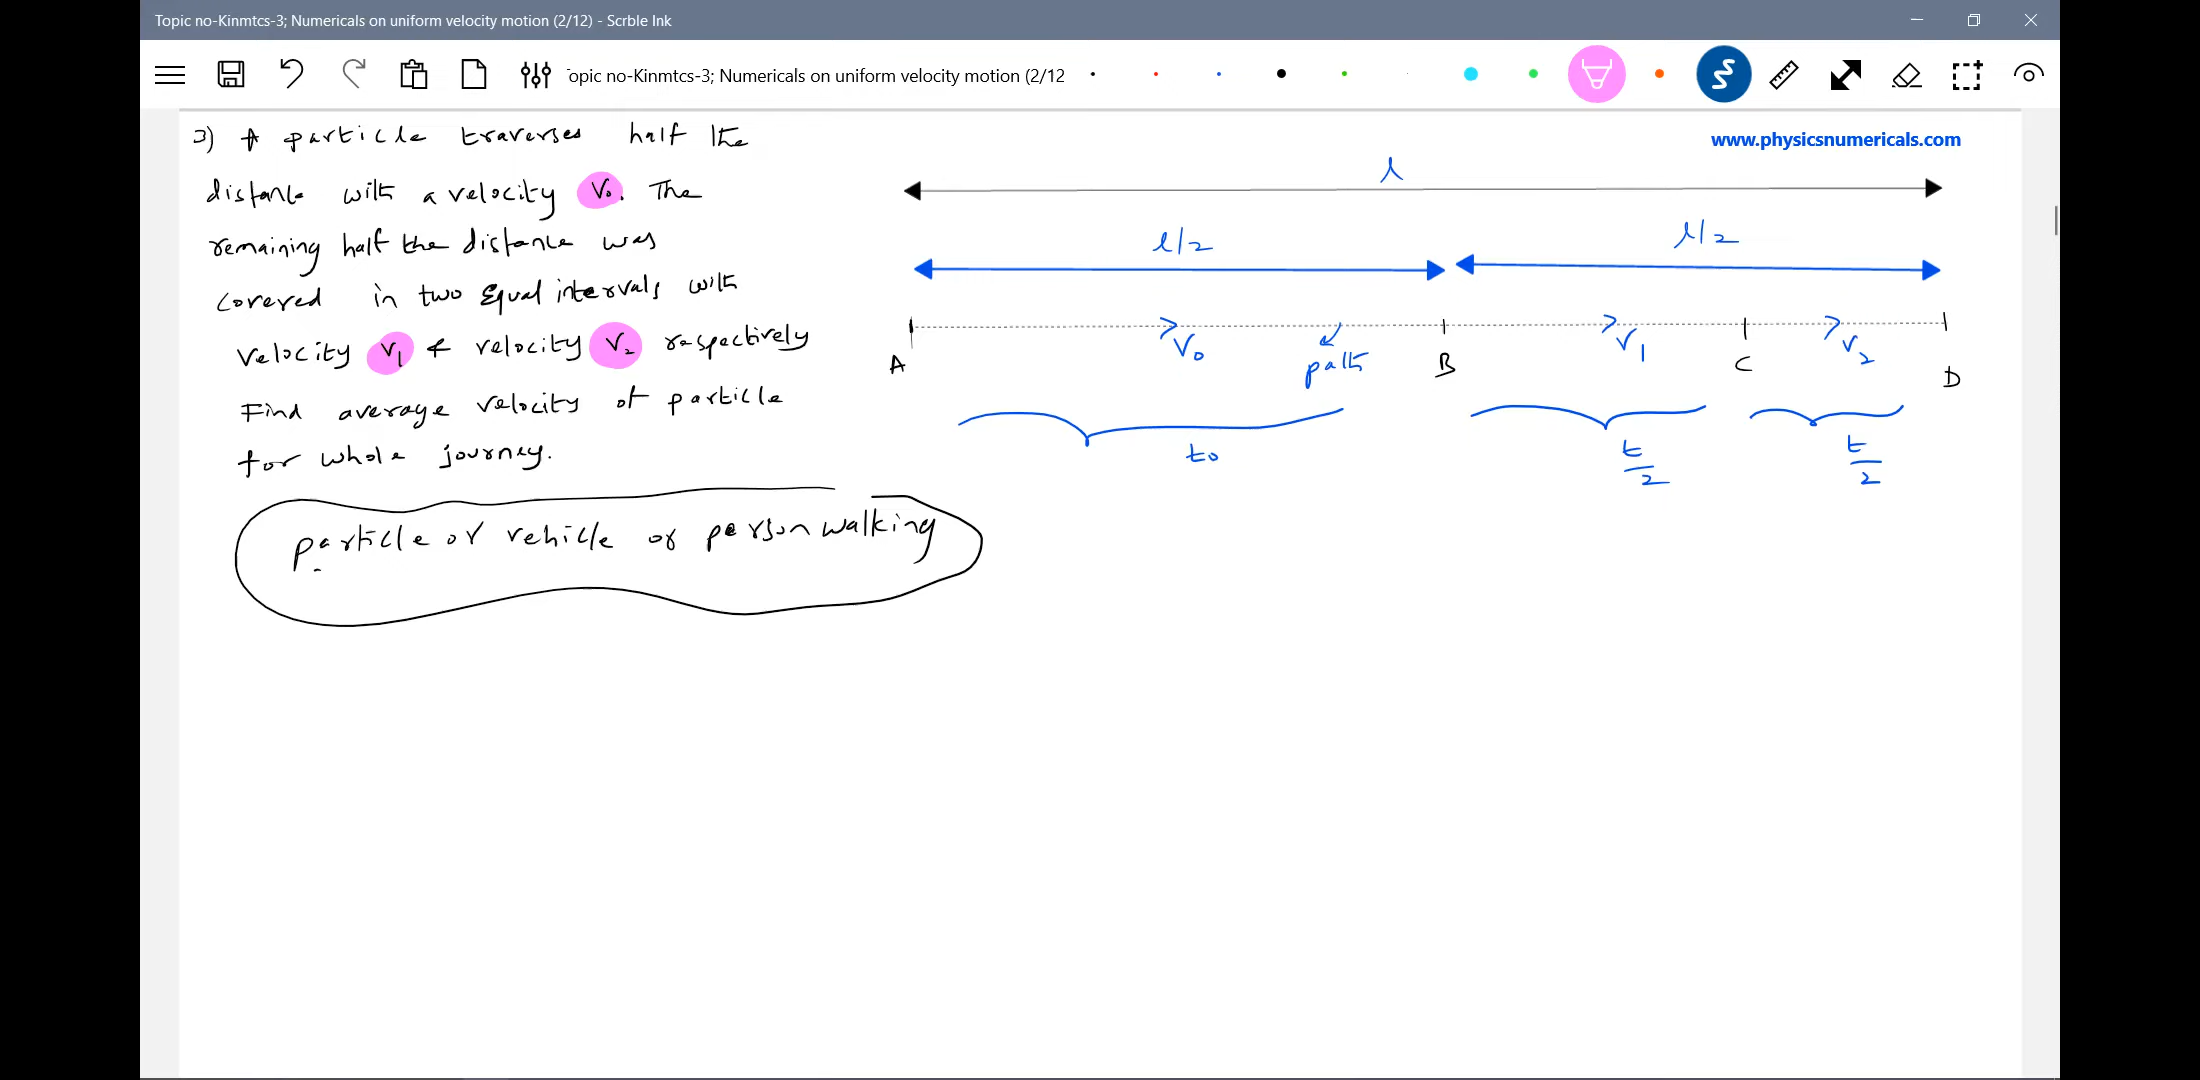 Topic no-Kinmtcs-3; Numericals on uniform velocity motion (2/12) - Scrble Ink
opic no-Kinmtcs-3; Numericals on uniform velocity motion (2/12
www.physicsnumericals.com
3) A particle traverses half the
distance with a velocity V₀. The
remaining half the distance was
covered in two Equal intervals with
velocity V₁ & velocity V₂ respectively
Find average velocity of particle
for whole journey.
particle or vehicle or person walking
l
l/2 l/2
V₀ path V₁ V₂
A B C D
t₀ t/2 t/2